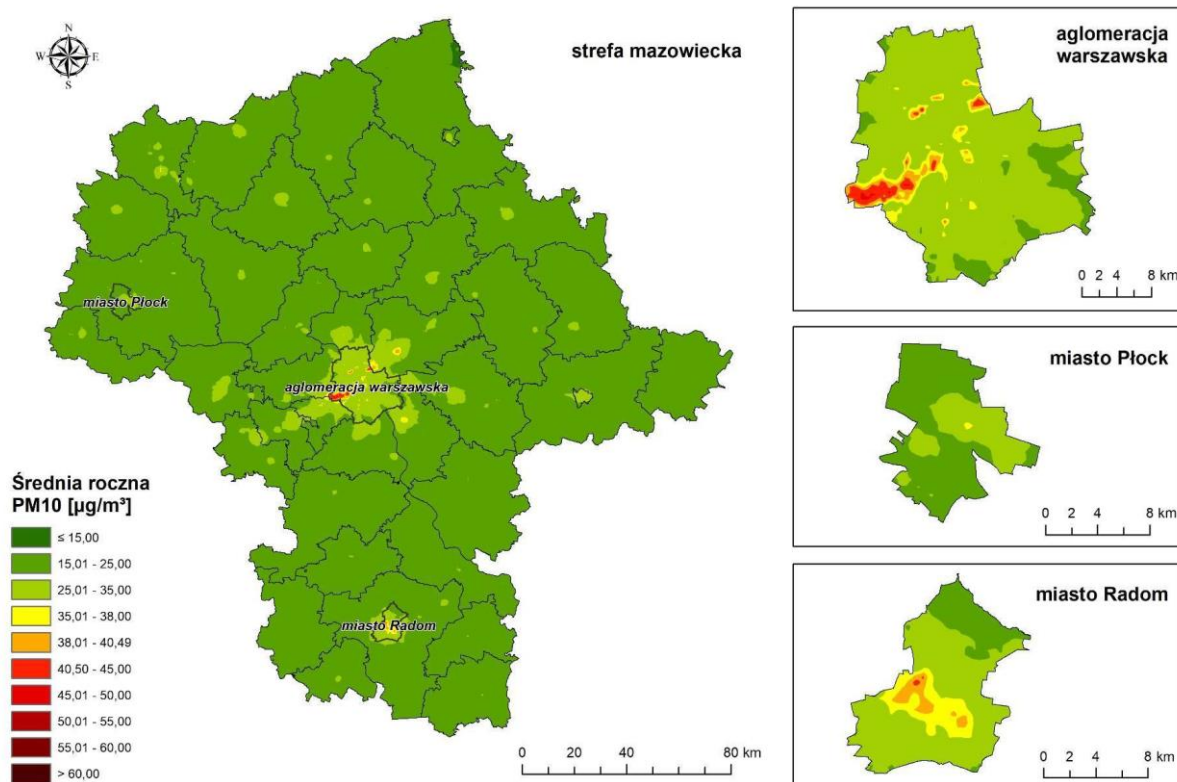 N
W
E
S
strefa mazowiecka
miasto Płock
aglomeracja warszawska
miasto Radom
Średnia roczna
PM10 [µg/m³]
≤ 15,00
15,01 - 25,00
25,01 - 35,00
35,01 - 38,00
38,01 - 40,49
40,50 - 45,00
45,01 - 50,00
50,01 - 55,00
55,01 - 60,00
> 60,00
0 20 40 80 km
aglomeracja
warszawska
0 2 4 8 km
miasto Płock
0 2 4 8 km
miasto Radom
0 2 4 8 km